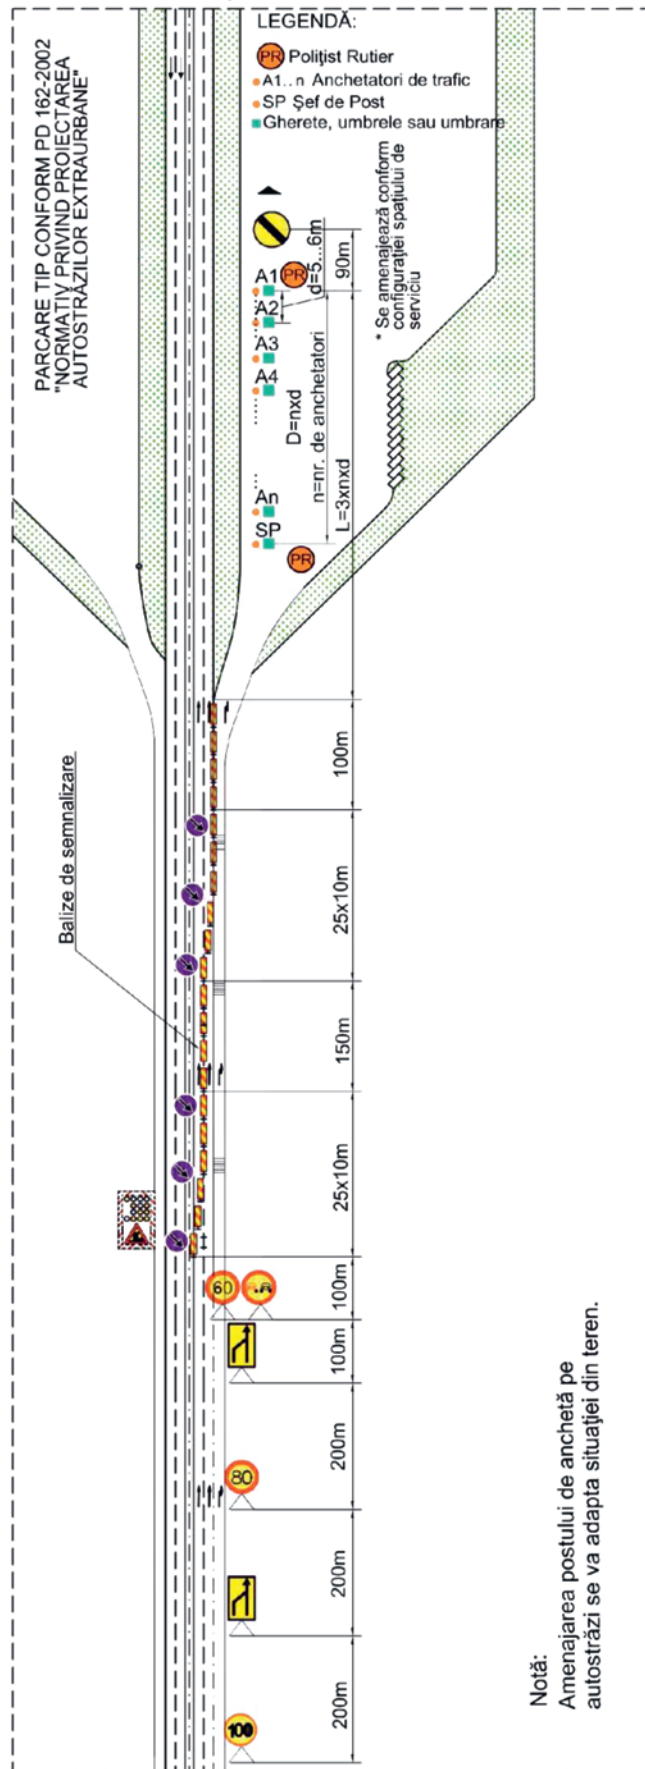 LEGENDĂ:
PR Polițist Rutier
A1..n Anchetatori de trafic
SP Șef de Post
Gherete, umbrele sau umbrare
PARCARE TIP CONFORM PD 162-2002
"NORMATIV PRIVIND PROIECTAREA
AUTOSTRĂZILOR EXTRAURBANE"
A1
PR
A2
A3
A4
An
SP
PR
d=5...6m
90m
D=nxd
n=nr. de anchetatori
L=3xnxd
* Se amenajează conform
configurației spațiului de
serviciu
100m
Balize de semnalizare
25x10m
150m
25x10m
60
100m
100m
80
200m
200m
100
200m
Notă:
Amenajarea postului de anchetă pe
autostrăzi se va adapta situației din teren.